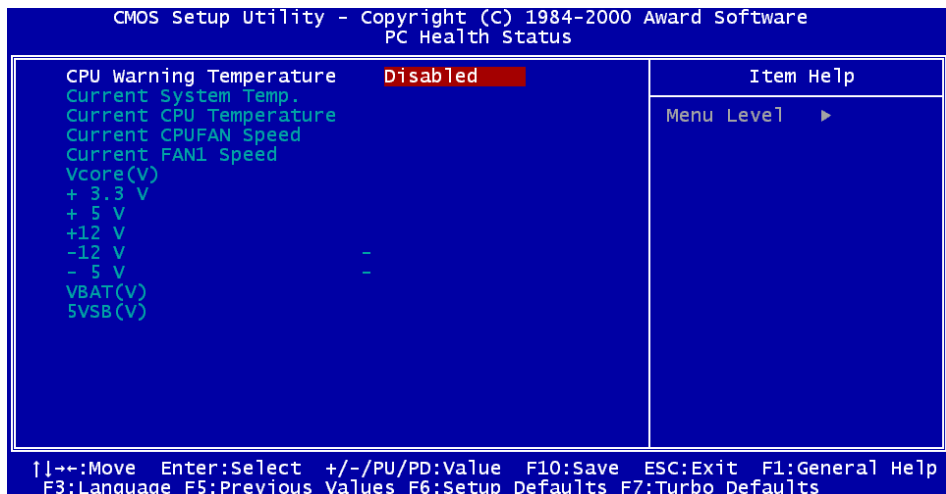 CMOS Setup Utility – Copyright (C) 1984-2000 Award Software
PC Health Status
CPU Warning Temperature Disabled
Current System Temp.
Current CPU Temperature
Current CPUFAN Speed
Current FAN1 Speed
Vcore(V)
+ 3.3 V
+ 5 V
+12 V
-12 V -
- 5 V -
VBAT(V)
5VSB(V)
Item Help
Menu Level ▶
↑↓→←:Move Enter:Select +/-/PU/PD:Value F10:Save ESC:Exit F1:General Help
F3:Language F5:Previous Values F6:Setup Defaults F7:Turbo Defaults